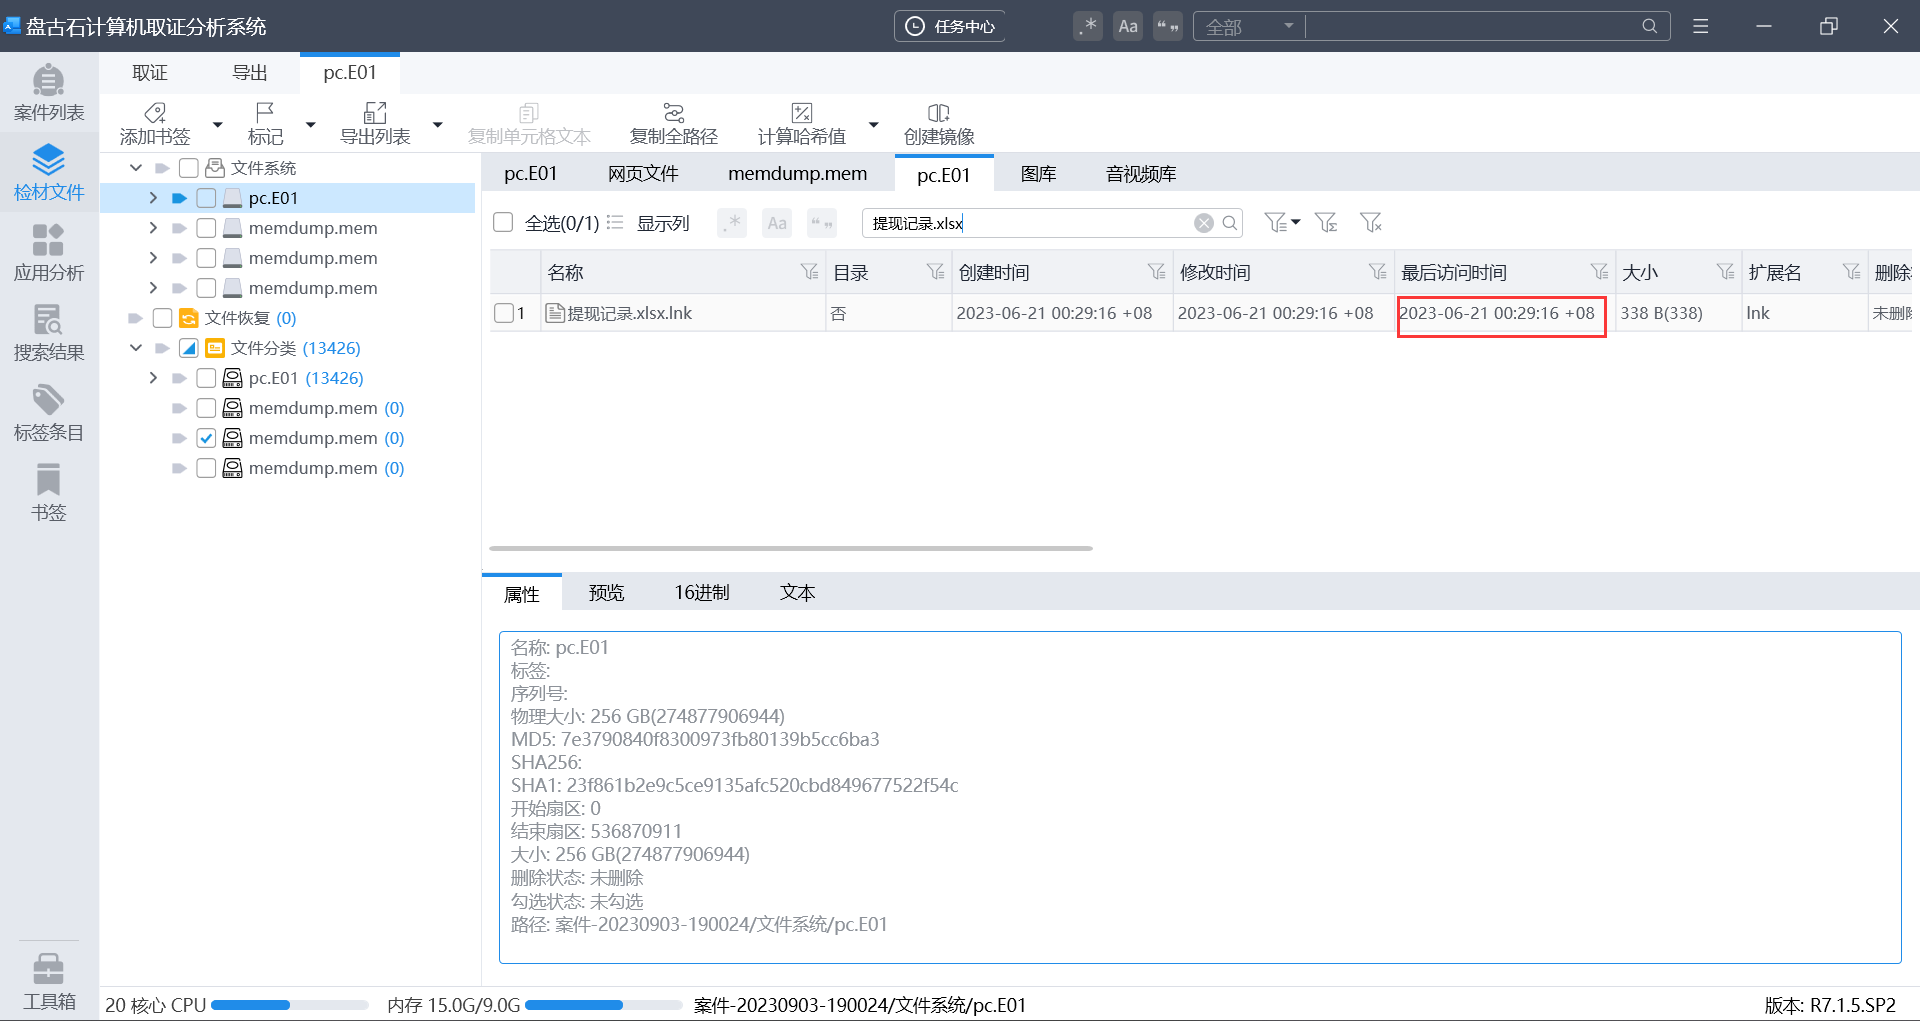 盘古石计算机取证分析系统
任务中心
.*
Aa
“ ”
全部
取证
导出
pc.E01
案件列表
检材文件
应用分析
搜索结果
标签条目
书签
工具箱
添加书签
标记
导出列表
复制单元格文本
复制全路径
计算哈希值
创建镜像
文件系统
pc.E01
memdump.mem
memdump.mem
memdump.mem
文件恢复 (0)
文件分类 (13426)
pc.E01 (13426)
memdump.mem (0)
memdump.mem (0)
memdump.mem (0)
pc.E01
网页文件
memdump.mem
pc.E01
图库
音视频库
全选(0/1)
显示列
.*
Aa
“ ”
提现记录.xlsx
名称
目录
创建时间
修改时间
最后访问时间
大小
扩展名
删除
1
提现记录.xlsx.lnk
否
2023-06-21 00:29:16 +08
2023-06-21 00:29:16 +08
2023-06-21 00:29:16 +08
338 B(338)
lnk
未删除
属性
预览
16进制
文本
名称: pc.E01
标签:
序列号:
物理大小: 256 GB(274877906944)
MD5: 7e3790840f8300973fb80139b5cc6ba3
SHA256:
SHA1: 23f861b2e9c5ce9135afc520cbd849677522f54c
开始扇区: 0
结束扇区: 536870911
大小: 256 GB(274877906944)
删除状态: 未删除
勾选状态: 未勾选
路径: 案件-20230903-190024/文件系统/pc.E01
20 核心 CPU
内存 15.0G/9.0G
案件-20230903-190024/文件系统/pc.E01
版本: R7.1.5.SP2